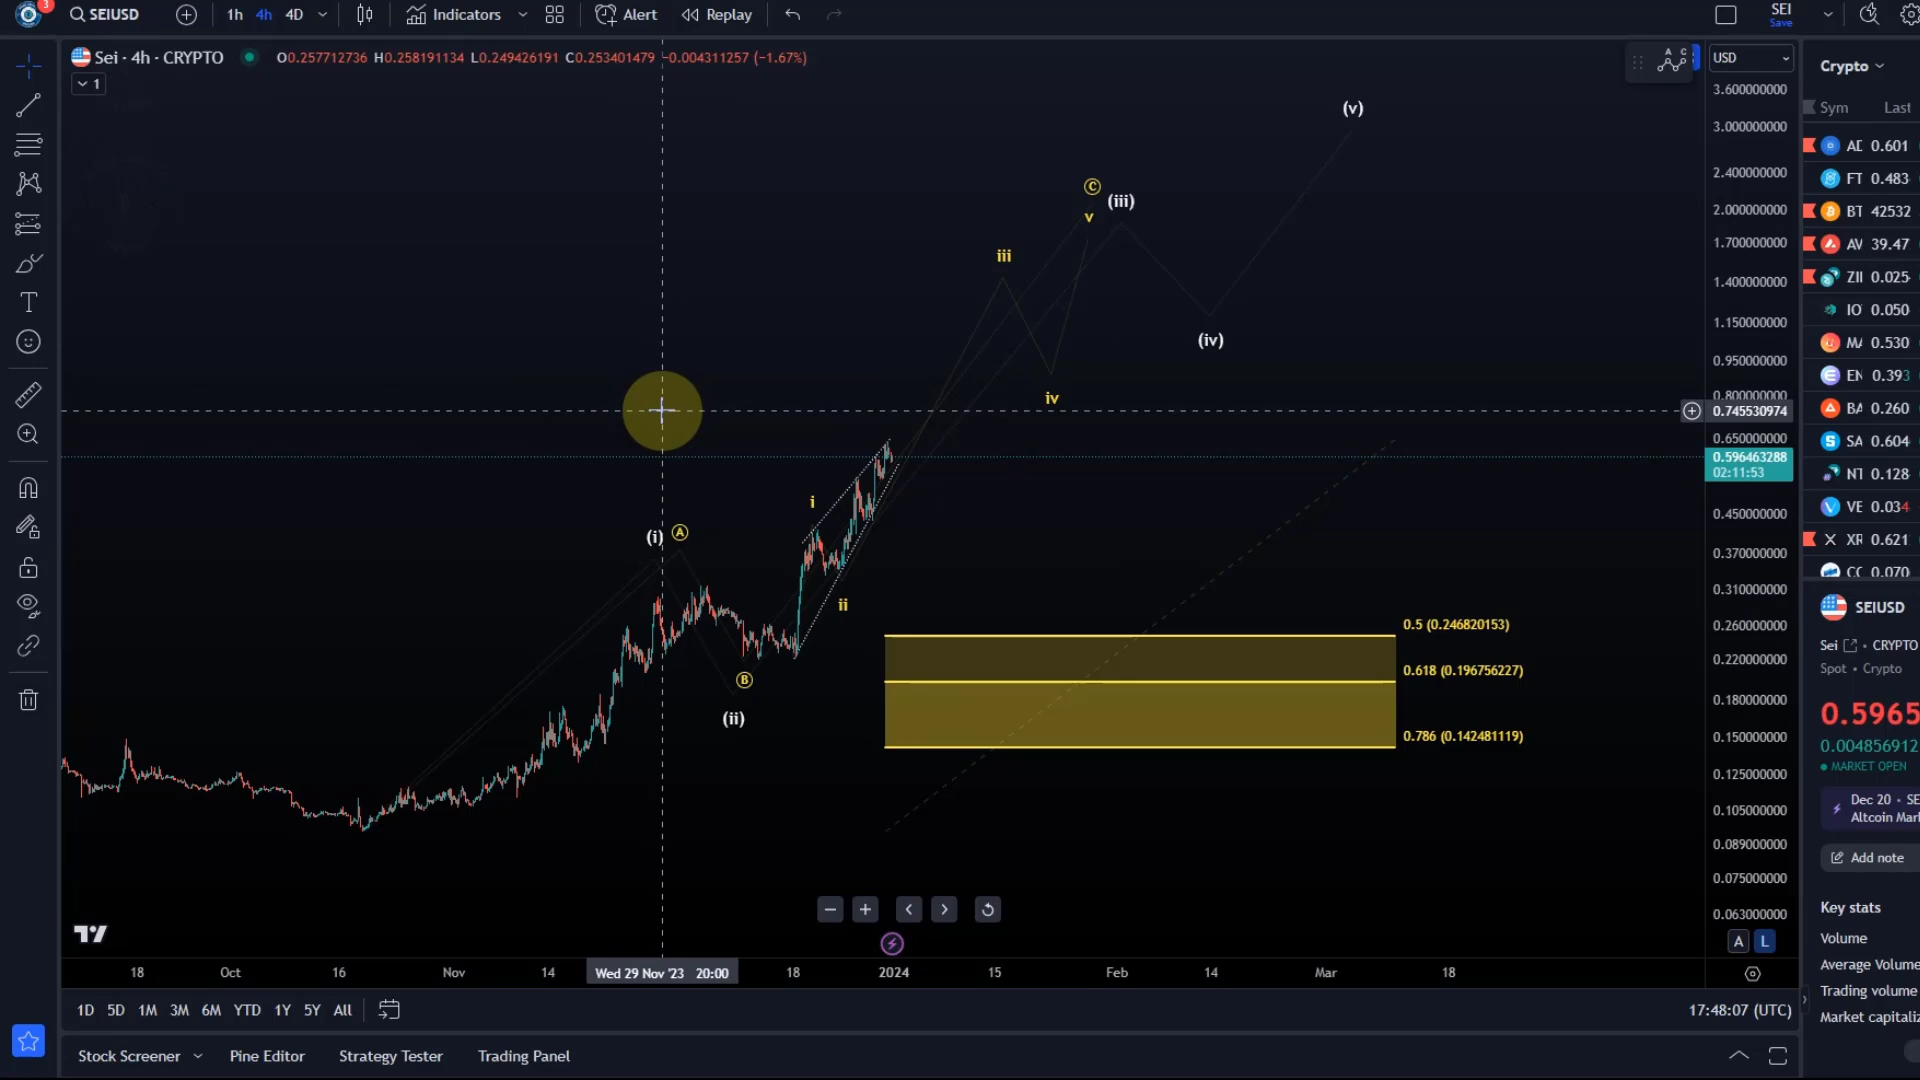 3
SEIUSD
1h 4h 4D
Indicators
Alert
Replay
SEI
Save
Sei · 4h · CRYPTO
O0.257712736 H0.258191134 L0.249426191 C0.253401479 −0.004311257 (−1.67%)
1
A C
USD
3.600000000
3.000000000
2.400000000
2.000000000
1.700000000
1.400000000
1.150000000
0.950000000
0.800000000
0.745530974
0.650000000
0.596463288
02:11:53
0.450000000
0.370000000
0.310000000
0.260000000
0.220000000
0.180000000
0.150000000
0.125000000
0.105000000
0.089000000
0.075000000
0.063000000
A L
(v)
C
(iii)
v
iii
(iv)
iv
i
(i) A
ii
B
(ii)
0.5 (0.246820153)
0.618 (0.196756227)
0.786 (0.142481119)
18 Oct 16 Nov 14 Wed 29 Nov '23 20:00 18 2024 15 Feb 14 Mar 18
1D 5D 1M 3M 6M YTD 1Y 5Y All
17:48:07 (UTC)
Stock Screener
Pine Editor
Strategy Tester
Trading Panel
Crypto
Sym Last
AD 0.601
FT 0.483
BT 42532
AV 39.47
ZII 0.025
IO 0.050
MA 0.530
EN 0.393
BA 0.260
SA 0.604
NT 0.128
VE 0.034
XR 0.621
CC 0.070
SEIUSD
Sei · CRYPTO
Spot • Crypto
0.5965
0.004856912
MARKET OPEN
Dec 20 • SE
Altcoin Mar
Add note
Key stats
Volume
Average Volume
Trading volume
Market capitaliz